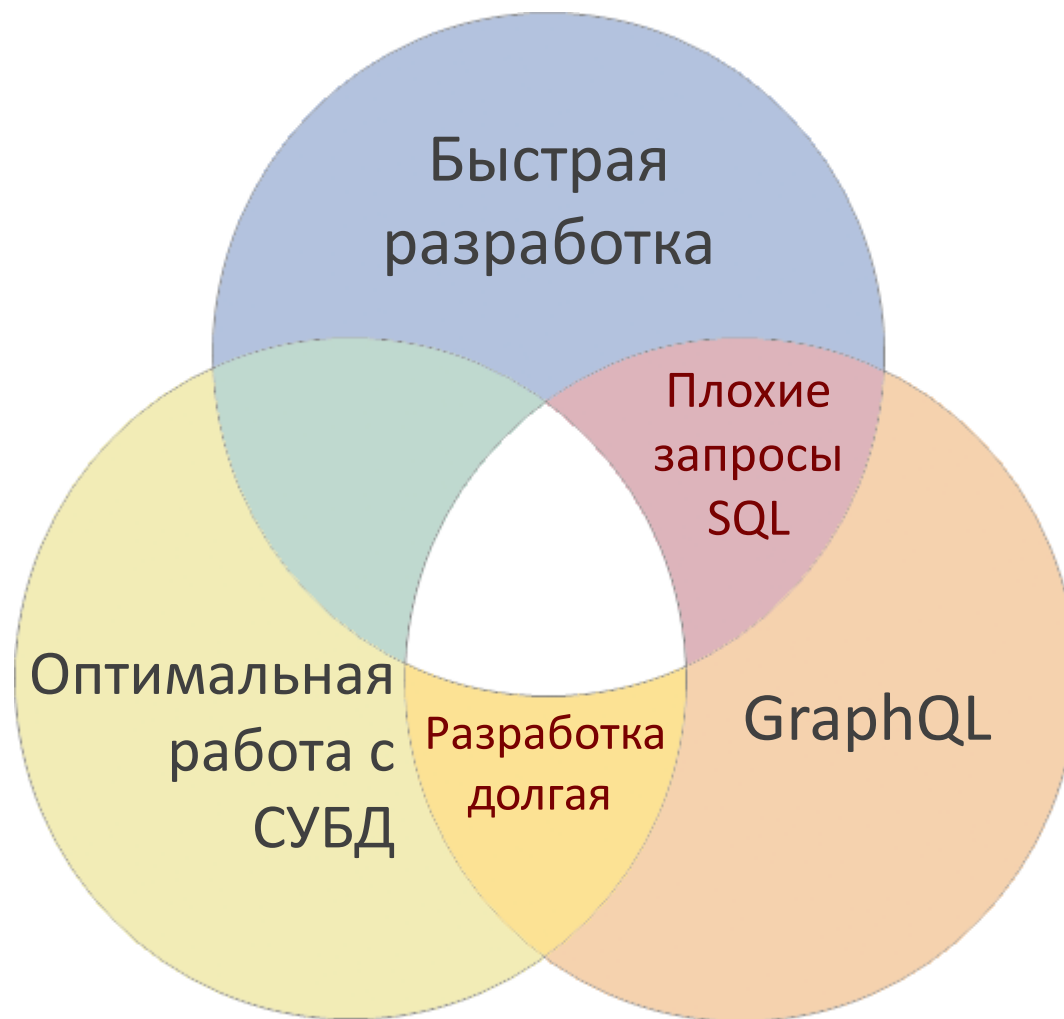 Быстрая
разработка
Плохие
запросы
SQL
Оптимальная
работа с
СУБД
Разработка
долгая
GraphQL